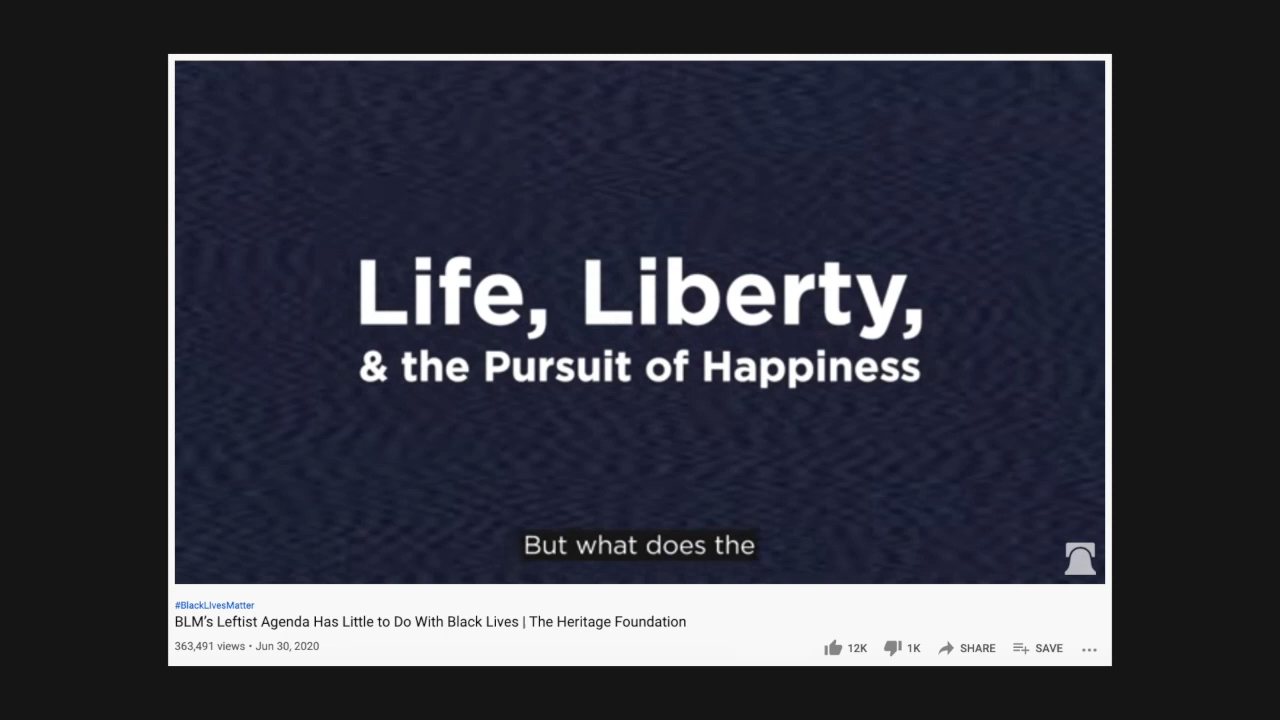 Life, Liberty,
& the Pursuit of Happiness
But what does the
#BlackLIvesMatter
BLM's Leftist Agenda Has Little to Do With Black Lives | The Heritage Foundation
363,491 views • Jun 30, 2020
12K 1K SHARE SAVE